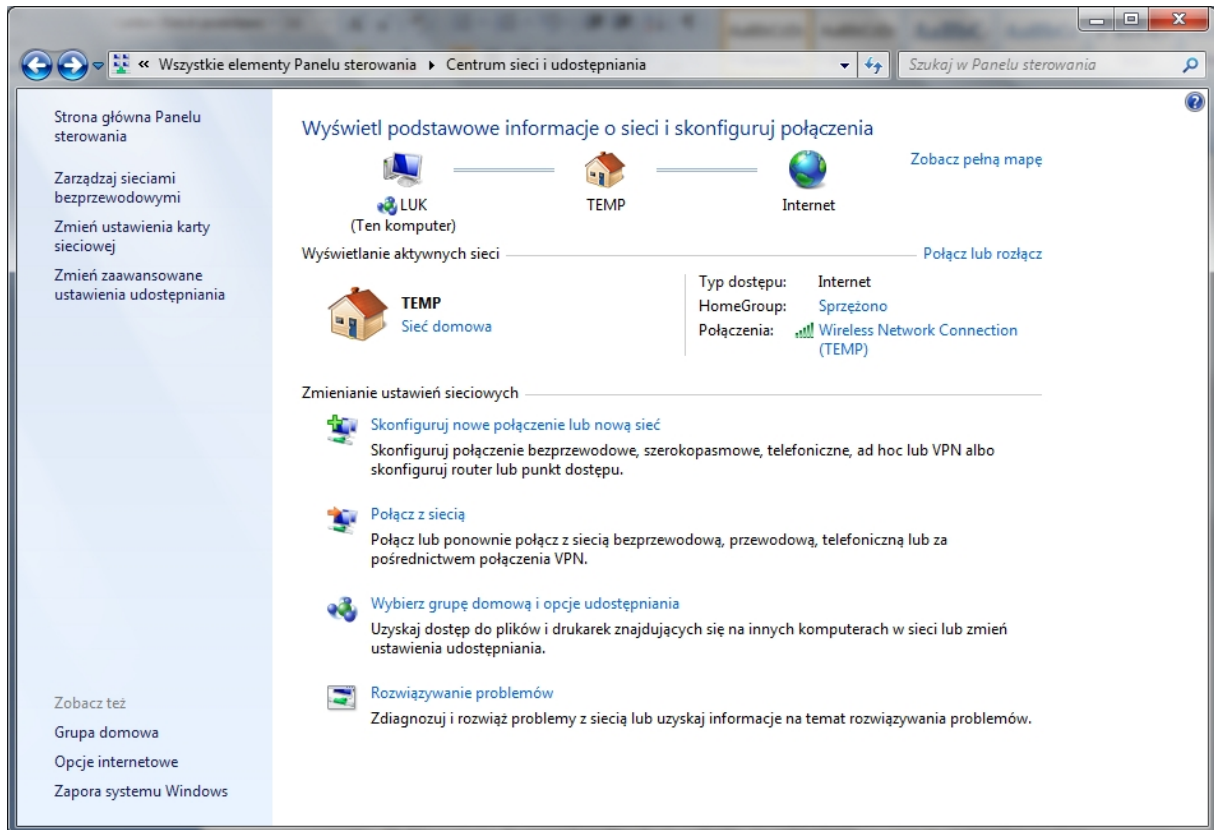 « Wszystkie elementy Panelu sterowania ▸ Centrum sieci i udostępniania
Szukaj w Panelu sterowania
Strona główna Panelu
sterowania
Zarządzaj sieciami
bezprzewodowymi
Zmień ustawienia karty
sieciowej
Zmień zaawansowane
ustawienia udostępniania
Wyświetl podstawowe informacje o sieci i skonfiguruj połączenia
Zobacz pełną mapę
LUK
(Ten komputer)
TEMP
Internet
Wyświetlanie aktywnych sieci
Połącz lub rozłącz
TEMP
Sieć domowa
Typ dostępu: Internet
HomeGroup: Sprzężono
Połączenia: Wireless Network Connection
(TEMP)
Zmienianie ustawień sieciowych
Skonfiguruj nowe połączenie lub nową sieć
Skonfiguruj połączenie bezprzewodowe, szerokopasmowe, telefoniczne, ad hoc lub VPN albo
skonfiguruj router lub punkt dostępu.
Połącz z siecią
Połącz lub ponownie połącz z siecią bezprzewodową, przewodową, telefoniczną lub za
pośrednictwem połączenia VPN.
Wybierz grupę domową i opcje udostępniania
Uzyskaj dostęp do plików i drukarek znajdujących się na innych komputerach w sieci lub zmień
ustawienia udostępniania.
Rozwiązywanie problemów
Zdiagnozuj i rozwiąż problemy z siecią lub uzyskaj informacje na temat rozwiązywania problemów.
Zobacz też
Grupa domowa
Opcje internetowe
Zapora systemu Windows